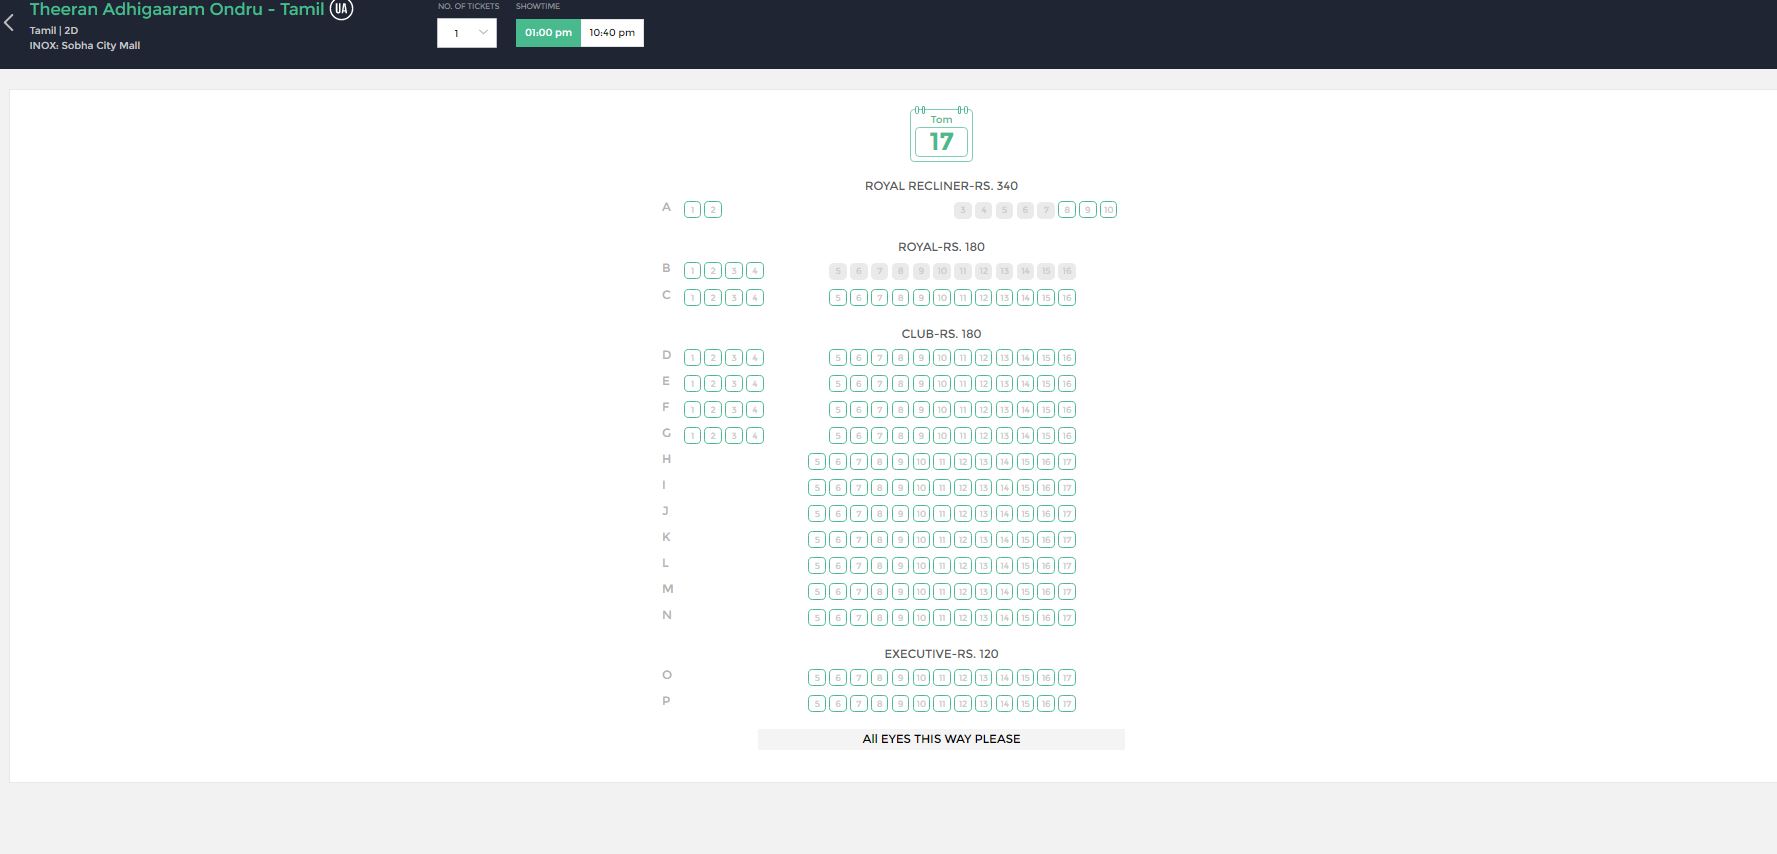 Theeran Adhigaaram Ondru - Tamil UA
Tamil | 2D
INOX: Sobha City Mall
NO. OF TICKETS
1
SHOWTIME
01:00 pm 10:40 pm
Tom
17
ROYAL RECLINER-RS. 340
A 1 2 3 4 5 6 7 8 9 10
ROYAL-RS. 180
B 1 2 3 4 5 6 7 8 9 10 11 12 13 14 15 16
C 1 2 3 4 5 6 7 8 9 10 11 12 13 14 15 16
CLUB-RS. 180
D 1 2 3 4 5 6 7 8 9 10 11 12 13 14 15 16
E 1 2 3 4 5 6 7 8 9 10 11 12 13 14 15 16
F 1 2 3 4 5 6 7 8 9 10 11 12 13 14 15 16
G 1 2 3 4 5 6 7 8 9 10 11 12 13 14 15 16
H 5 6 7 8 9 10 11 12 13 14 15 16 17
I 5 6 7 8 9 10 11 12 13 14 15 16 17
J 5 6 7 8 9 10 11 12 13 14 15 16 17
K 5 6 7 8 9 10 11 12 13 14 15 16 17
L 5 6 7 8 9 10 11 12 13 14 15 16 17
M 5 6 7 8 9 10 11 12 13 14 15 16 17
N 5 6 7 8 9 10 11 12 13 14 15 16 17
EXECUTIVE-RS. 120
O 5 6 7 8 9 10 11 12 13 14 15 16 17
P 5 6 7 8 9 10 11 12 13 14 15 16 17
All EYES THIS WAY PLEASE